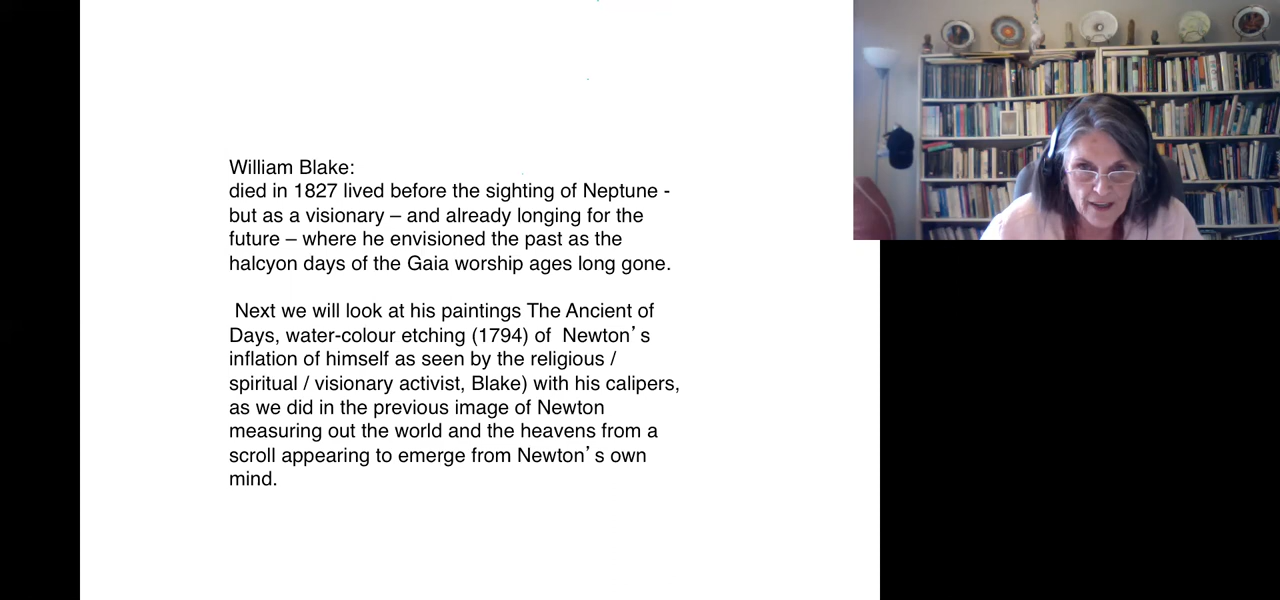 William Blake:
died in 1827 lived before the sighting of Neptune -
but as a visionary – and already longing for the
future – where he envisioned the past as the
halcyon days of the Gaia worship ages long gone.
Next we will look at his paintings The Ancient of
Days, water-colour etching (1794) of  Newton’s
inflation of himself as seen by the religious /
spiritual / visionary activist, Blake) with his calipers,
as we did in the previous image of Newton
measuring out the world and the heavens from a
scroll appearing to emerge from Newton’s own
mind.